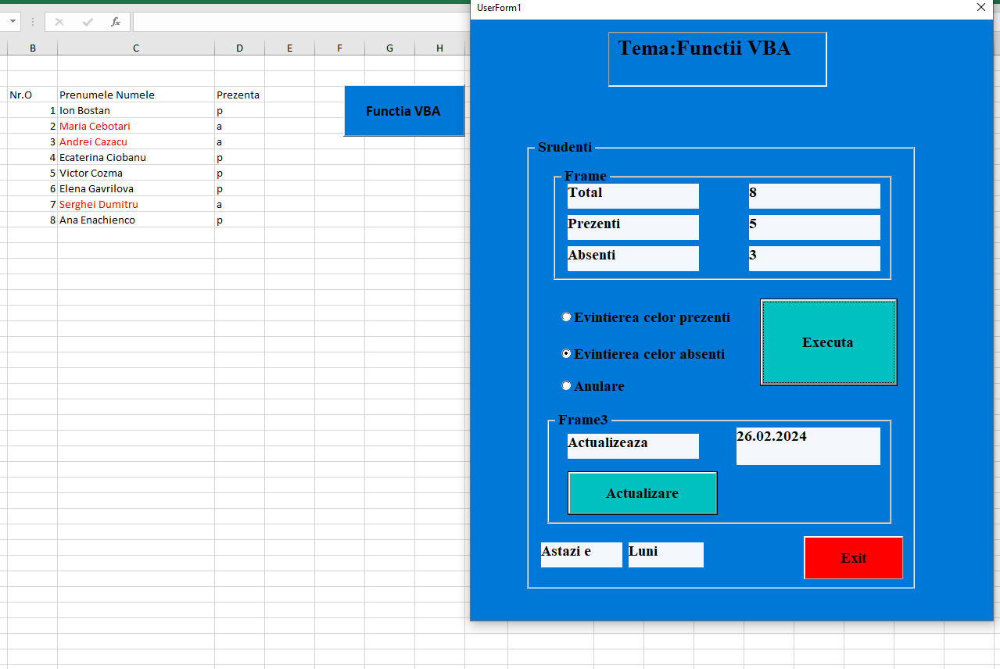 UserForm1
fx
B C D E F G H
Nr.O Prenumele Numele Prezenta
1 Ion Bostan p
2 Maria Cebotari a
3 Andrei Cazacu a
4 Ecaterina Ciobanu p
5 Victor Cozma p
6 Elena Gavrilova p
7 Serghei Dumitru a
8 Ana Enachienco p
Functia VBA
Tema:Functii VBA
Srudenti
Frame
Total 8
Prezenti 5
Absenti 3
Evintierea celor prezenti
Evintierea celor absenti
Anulare
Executa
Frame3
Actualizeaza 26.02.2024
Actualizare
Astazi e Luni
Exit